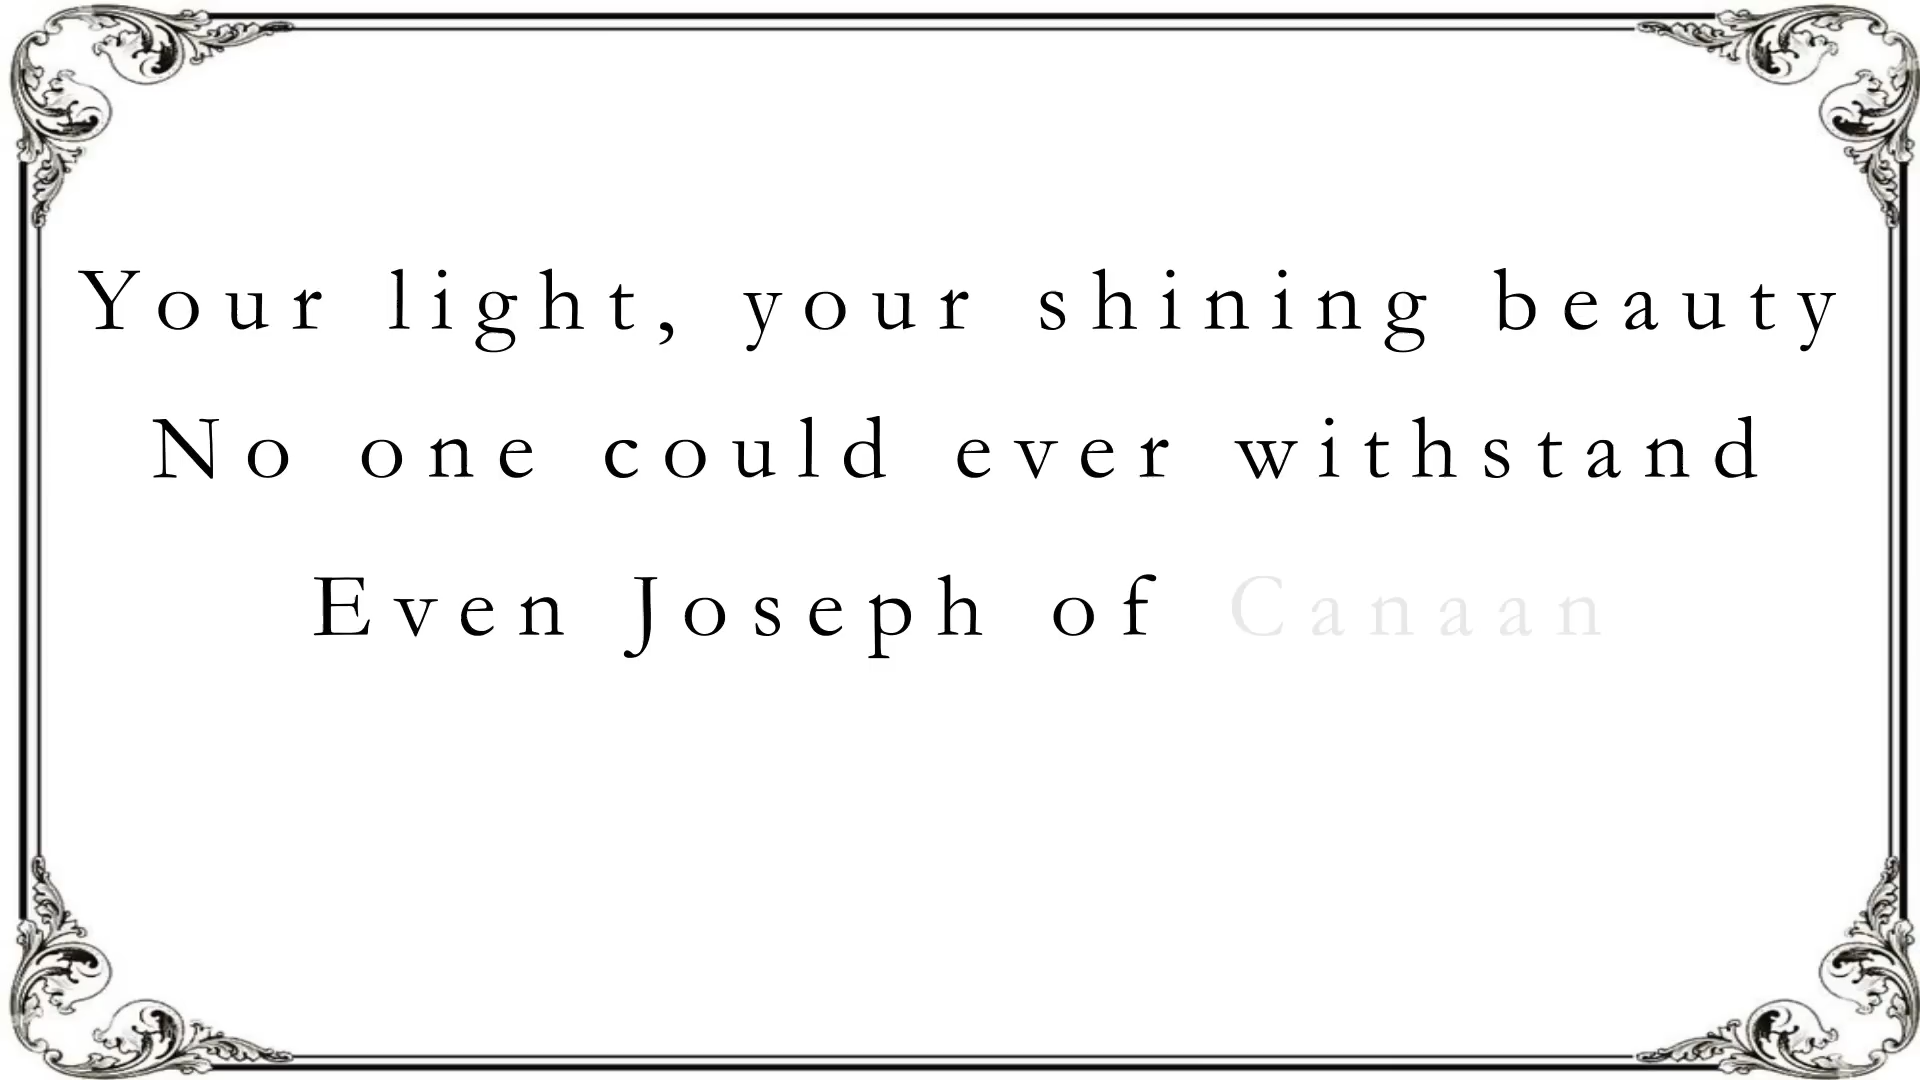 Your light, your shining beauty
No one could ever withstand
Even Joseph of Canaan